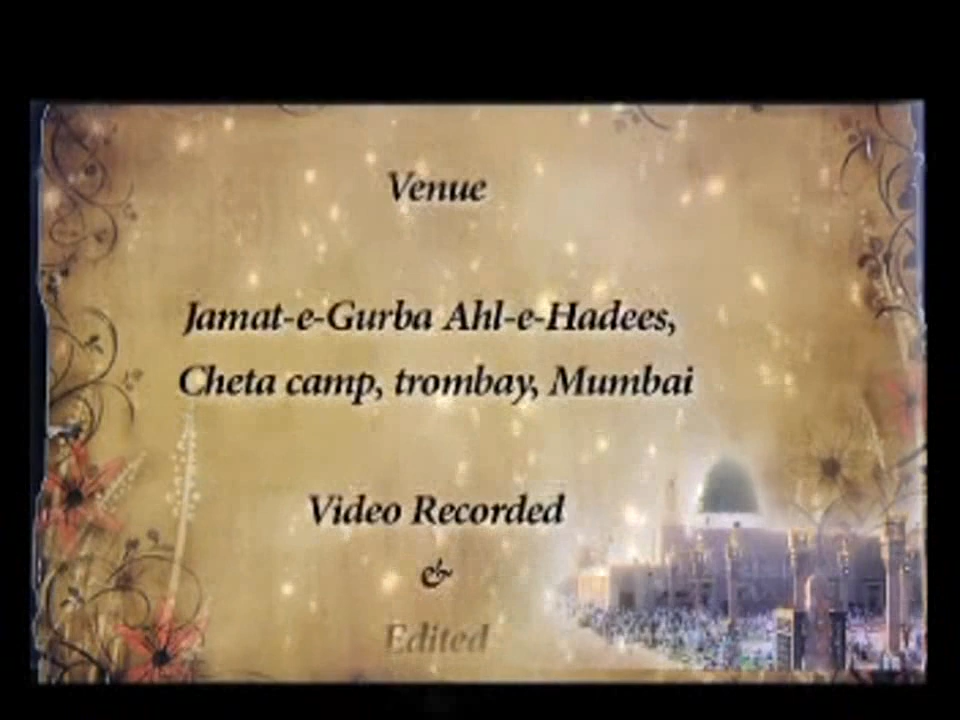 Venue
Jamat-e-Gurba Ahl-e-Hadees,
Cheta camp, trombay, Mumbai
Video Recorded
&
Edited